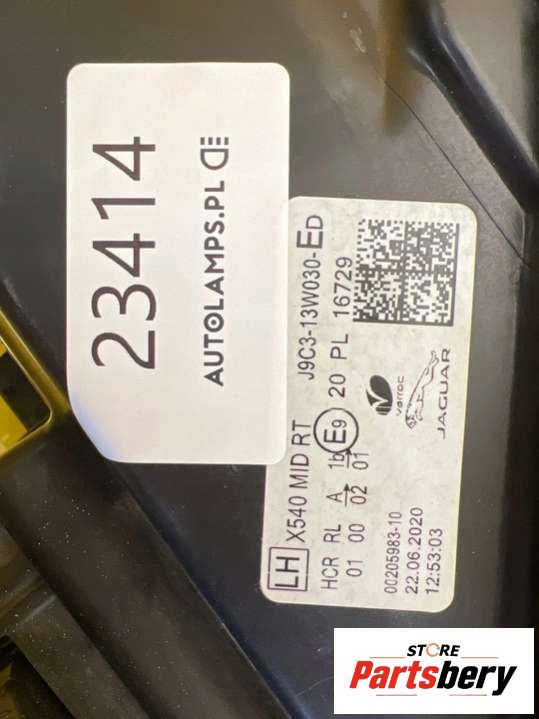 23414
AUTOLAMPS.PL
LH X540 MID RT J9C3-13W030-ED
HCR RL A 1b E9 20 PL 16729
01 00 02 01
varroc
JAGUAR
00205983-10
22.06.2020
12:53:03
STORE
Partsbery